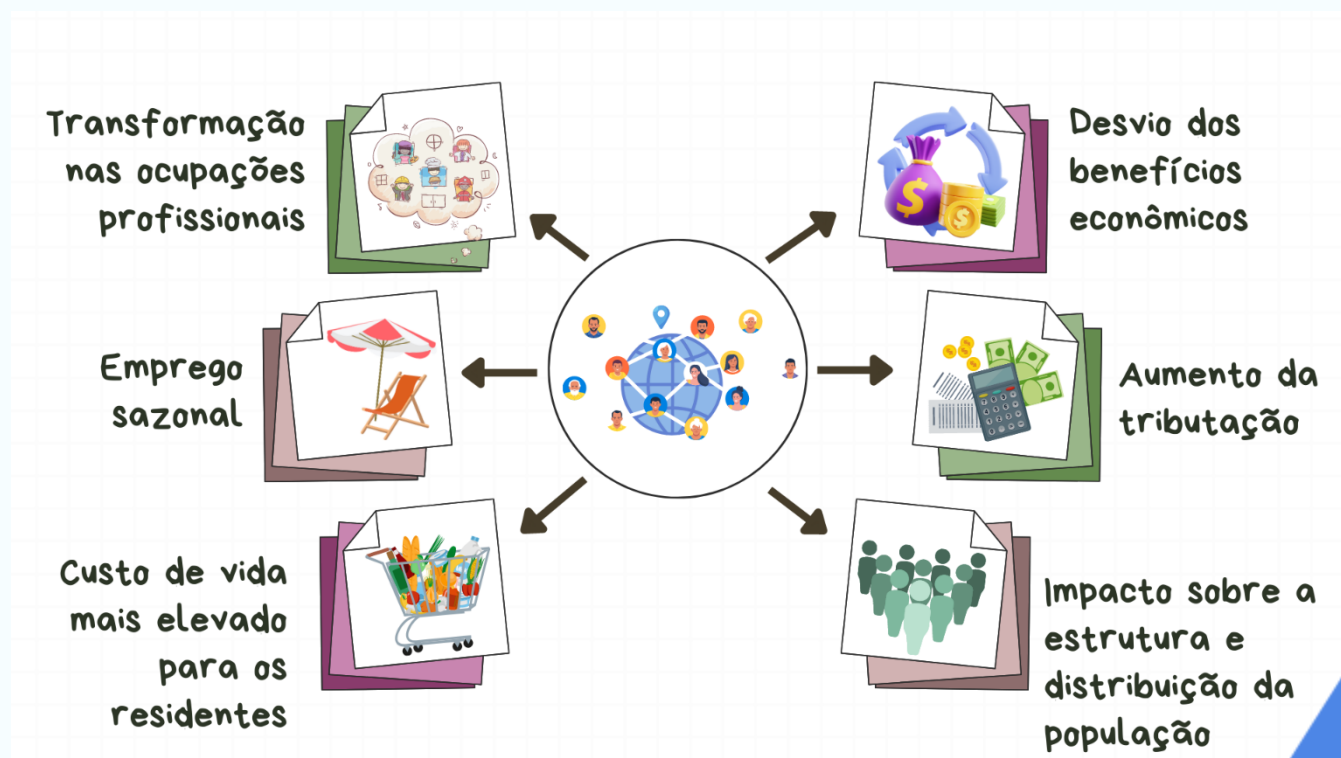 Transformação
nas ocupações
profissionais
Emprego
sazonal
Custo de vida
mais elevado
para os
residentes
Desvio dos
benefícios
econômicos
Aumento da
tributação
Impacto sobre a
estrutura e
distribuição da
população